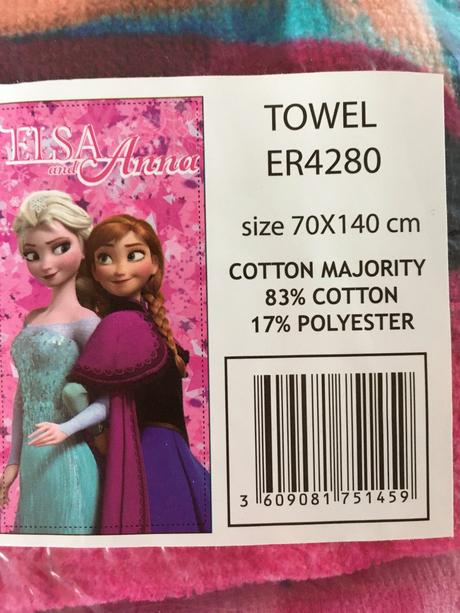 ELSA
and Anna
TOWEL
ER4280
size 70X140 cm
COTTON MAJORITY
83% COTTON
17% POLYESTER
3 609081 751459